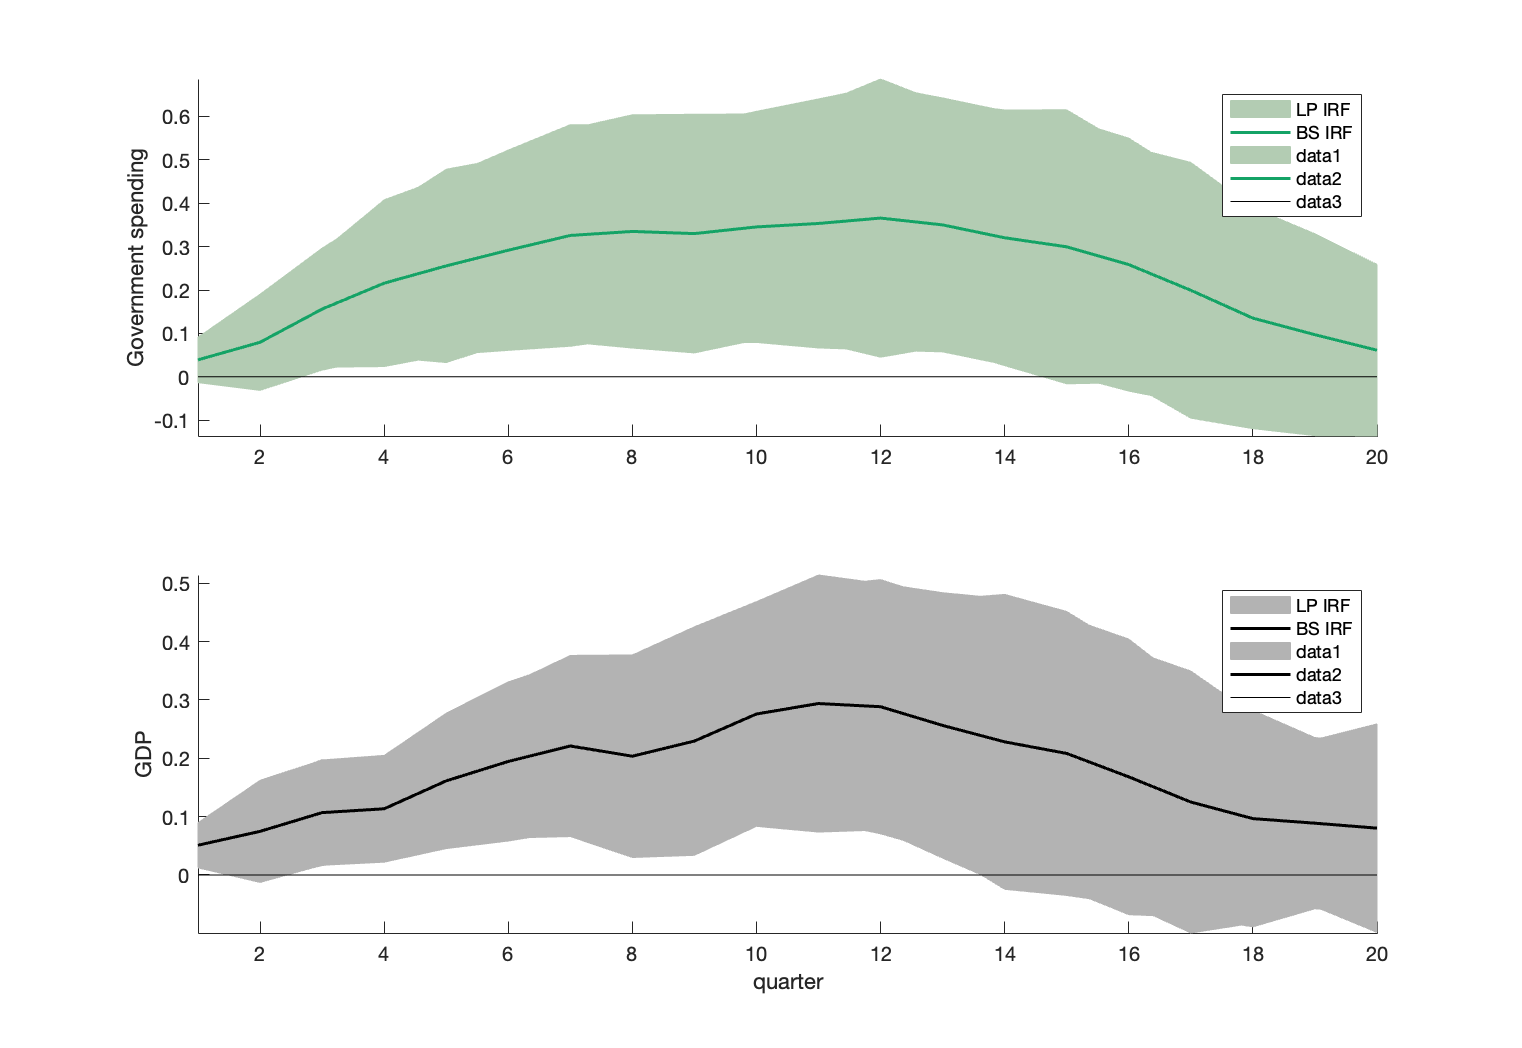 Government spending
0.6
0.5
0.4
0.3
0.2
0.1
0
-0.1
2 4 6 8 10 12 14 16 18 20
LP IRF
BS IRF
data1
data2
data3
GDP
0.5
0.4
0.3
0.2
0.1
0
2 4 6 8 10 12 14 16 18 20
quarter
LP IRF
BS IRF
data1
data2
data3